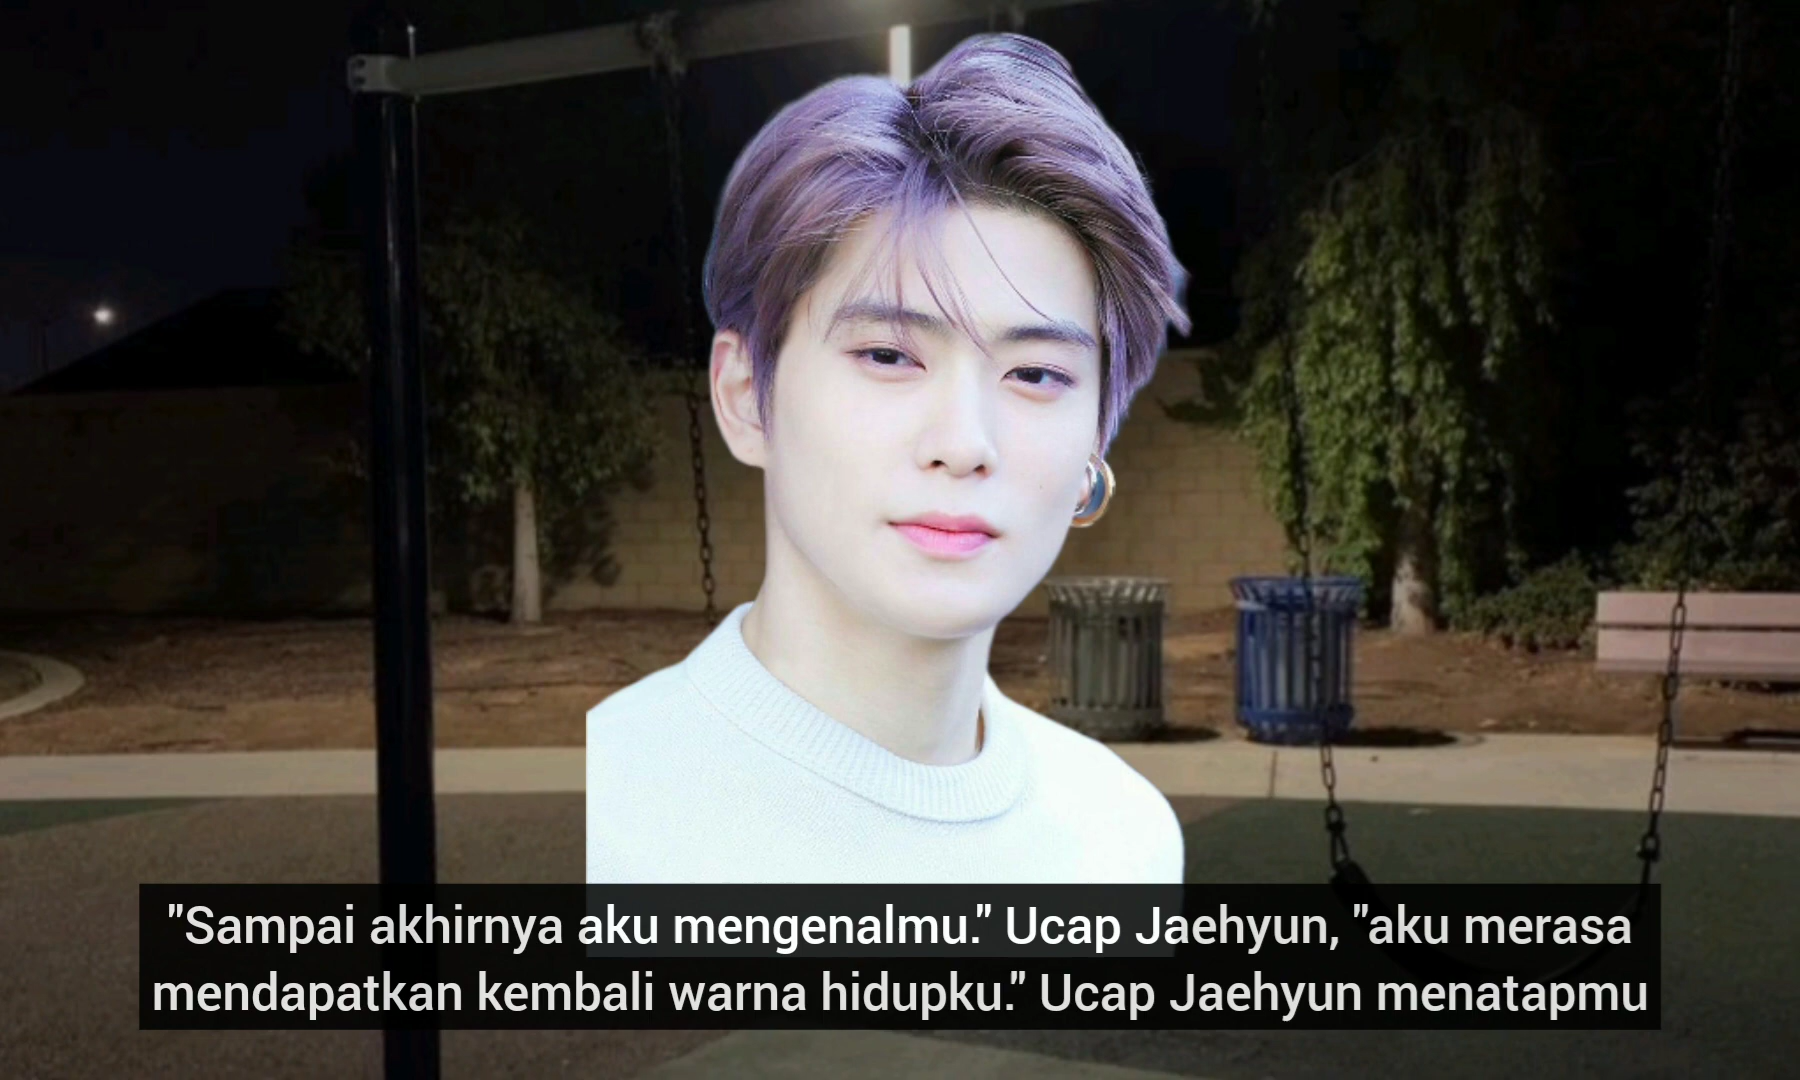 "Sampai akhirnya aku mengenalmu." Ucap Jaehyun, "aku merasa
mendapatkan kembali warna hidupku." Ucap Jaehyun menatapmu